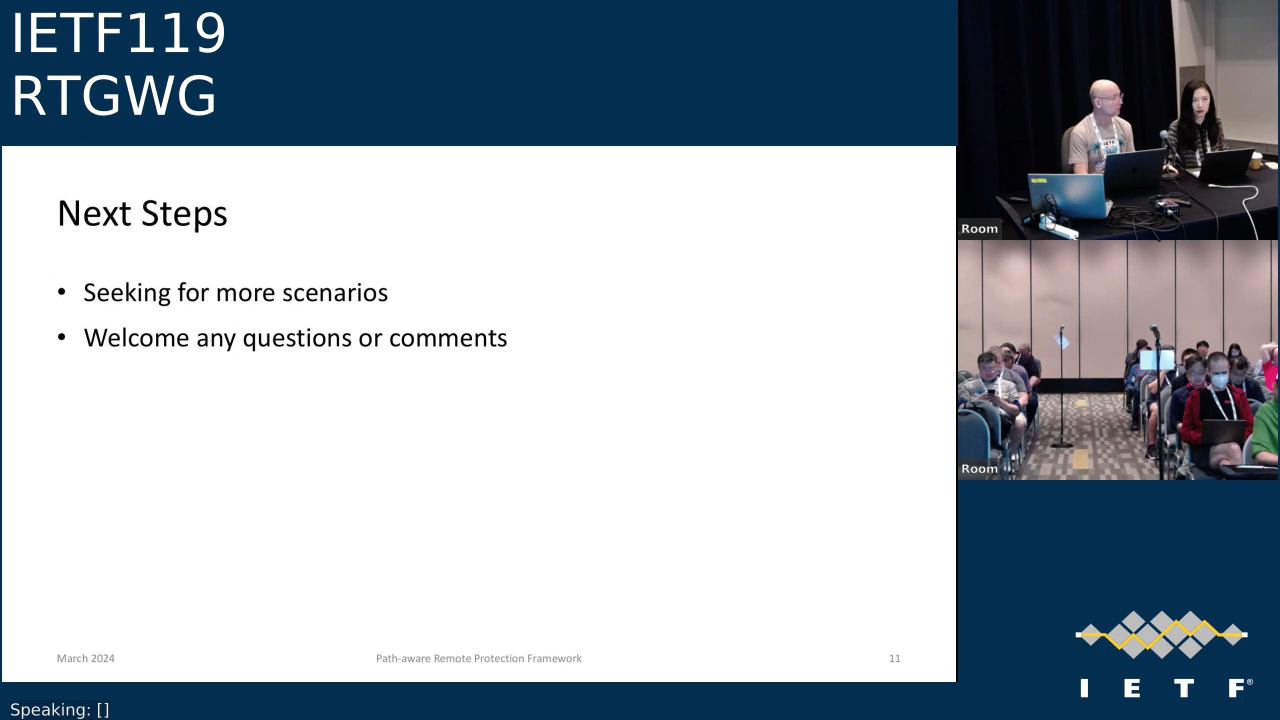 IETF119
RTGWG
Next Steps
• Seeking for more scenarios
• Welcome any questions or comments
March 2024
Path-aware Remote Protection Framework
11
Room
Room
I E T F®
Speaking: []